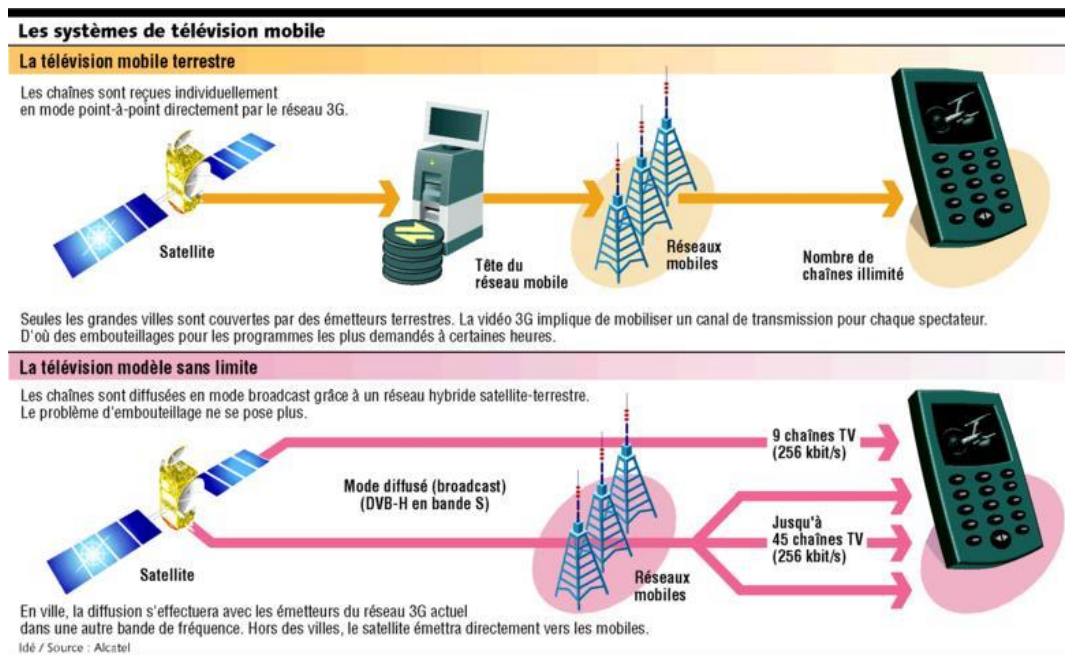 Les systèmes de télévision mobile
La télévision mobile terrestre
Les chaînes sont reçues individuellement
en mode point-à-point directement par le réseau 3G.
Satellite
Tête du
réseau mobile
Réseaux
mobiles
Nombre de
chaînes illimité
Seules les grandes villes sont couvertes par des émetteurs terrestres. La vidéo 3G implique de mobiliser un canal de transmission pour chaque spectateur.
D'où des embouteillages pour les programmes les plus demandés à certaines heures.
La télévision modèle sans limite
Les chaînes sont diffusées en mode broadcast grâce à un réseau hybride satellite-terrestre.
Le problème d'embouteillage ne se pose plus.
9 chaînes TV
(256 kbit/s)
Mode diffusé (broadcast)
(DVB-H en bande S)
Jusqu'à
45 chaînes TV
(256 kbit/s)
Satellite
Réseaux
mobiles
En ville, la diffusion s'effectuera avec les émetteurs du réseau 3G actuel
dans une autre bande de fréquence. Hors des villes, le satellite émettra directement vers les mobiles.
Idé / Source : Alcatel